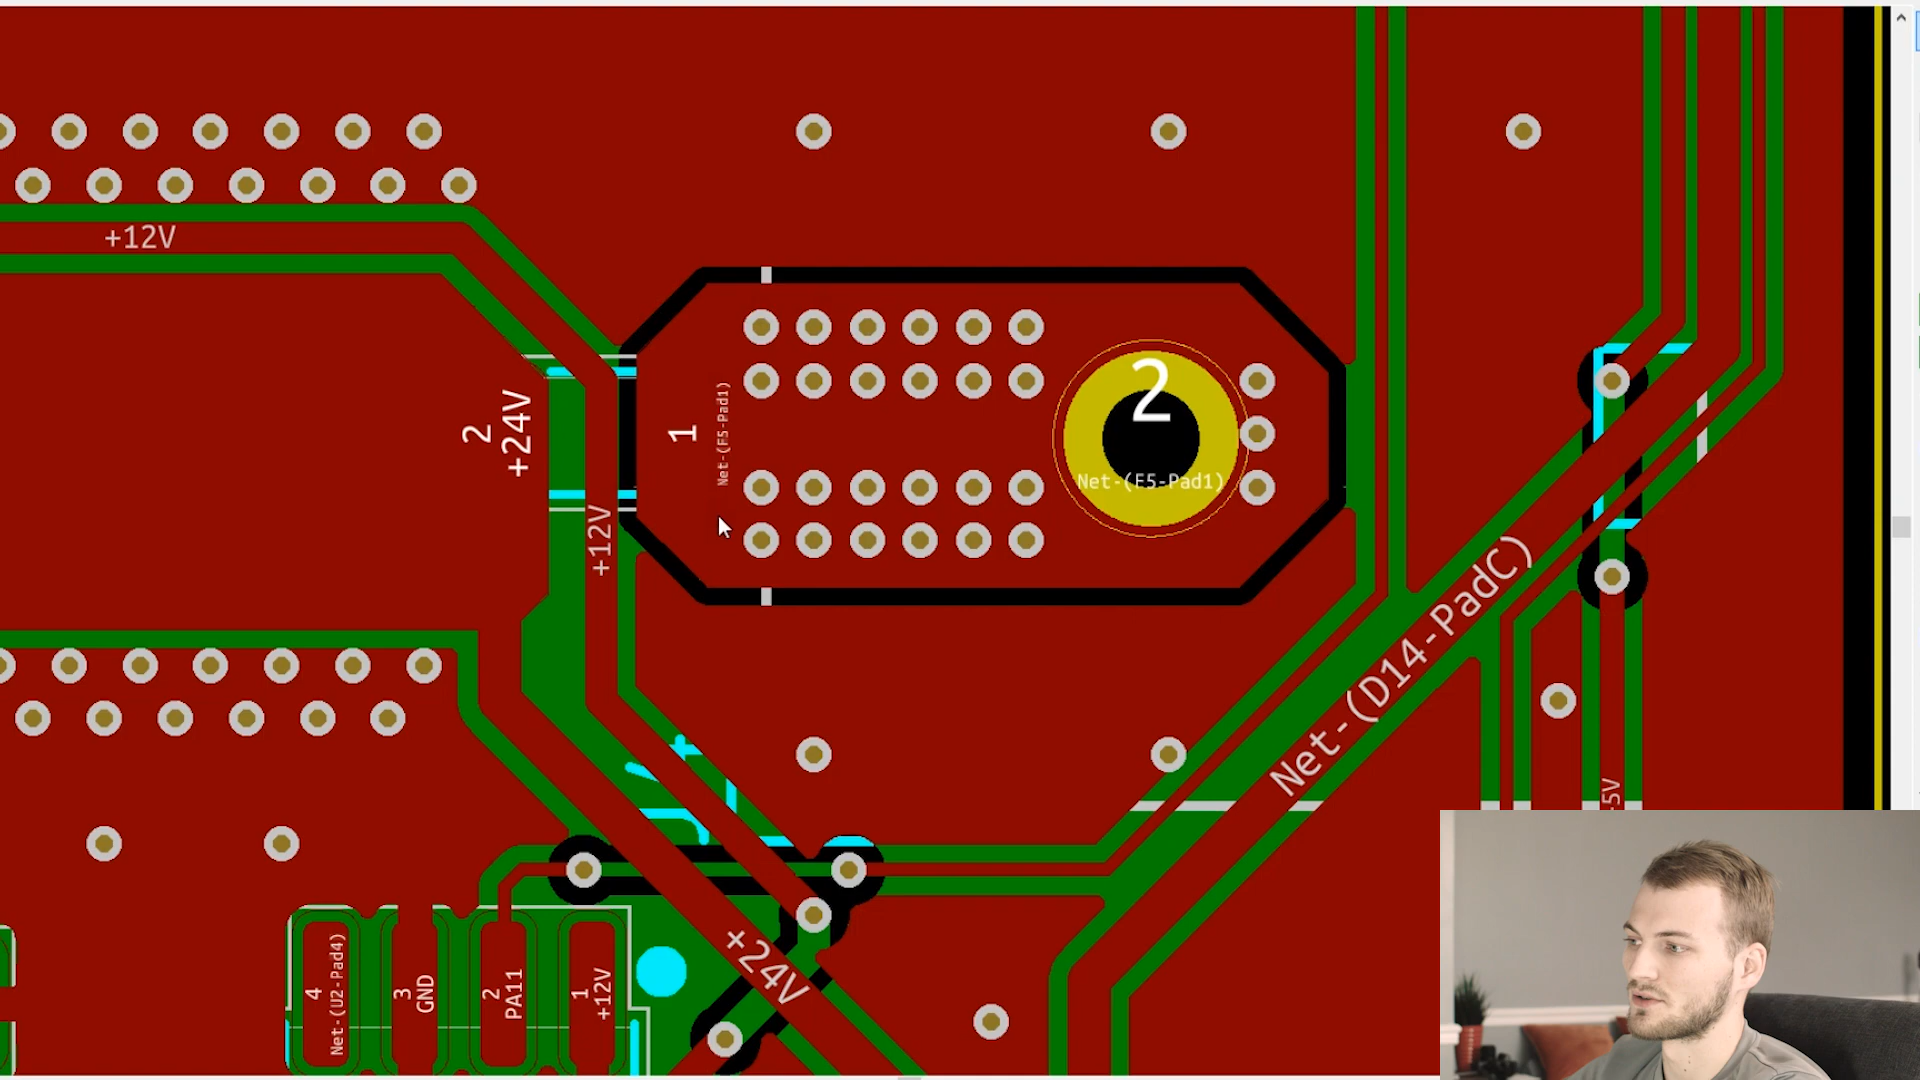 +12V
2
+24V
1
Net-(F5-Pad1)
2
Net-(F5-Pad1)
+12V
Net-(D14-PadC)
+24V
4
Net-(U2-Pad4)
3
GND
2
PA11
1
+12V